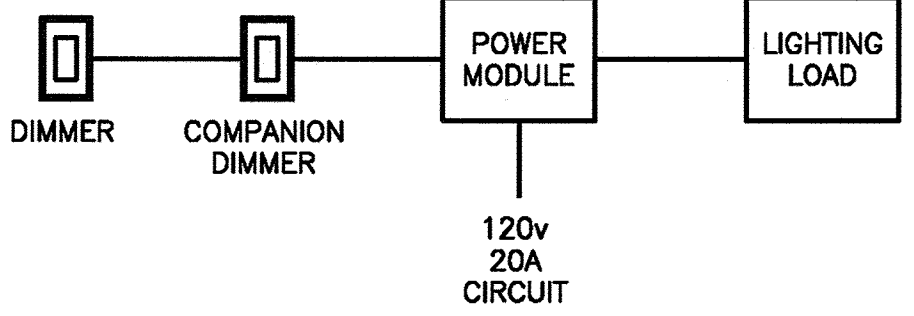 DIMMER
COMPANION
DIMMER
POWER
MODULE
LIGHTING
LOAD
120v
20A
CIRCUIT